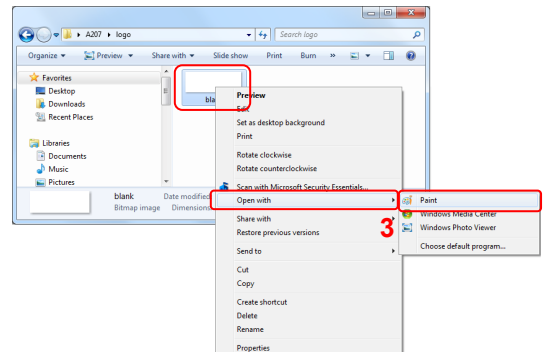 A207 logo Search logo
Organize Preview Share with Slide show Print Burn »
Favorites
Desktop
Downloads
Recent Places
Libraries
Documents
Music
Pictures
blank Date modified
Bitmap image Dimensions
Preview
Edit
Set as desktop background
Print
Rotate clockwise
Rotate counterclockwise
Scan with Microsoft Security Essentials...
Open with
Share with
Restore previous versions
Send to
Cut
Copy
Create shortcut
Delete
Rename
Properties
3
Paint
Windows Media Center
Windows Photo Viewer
Choose default program...